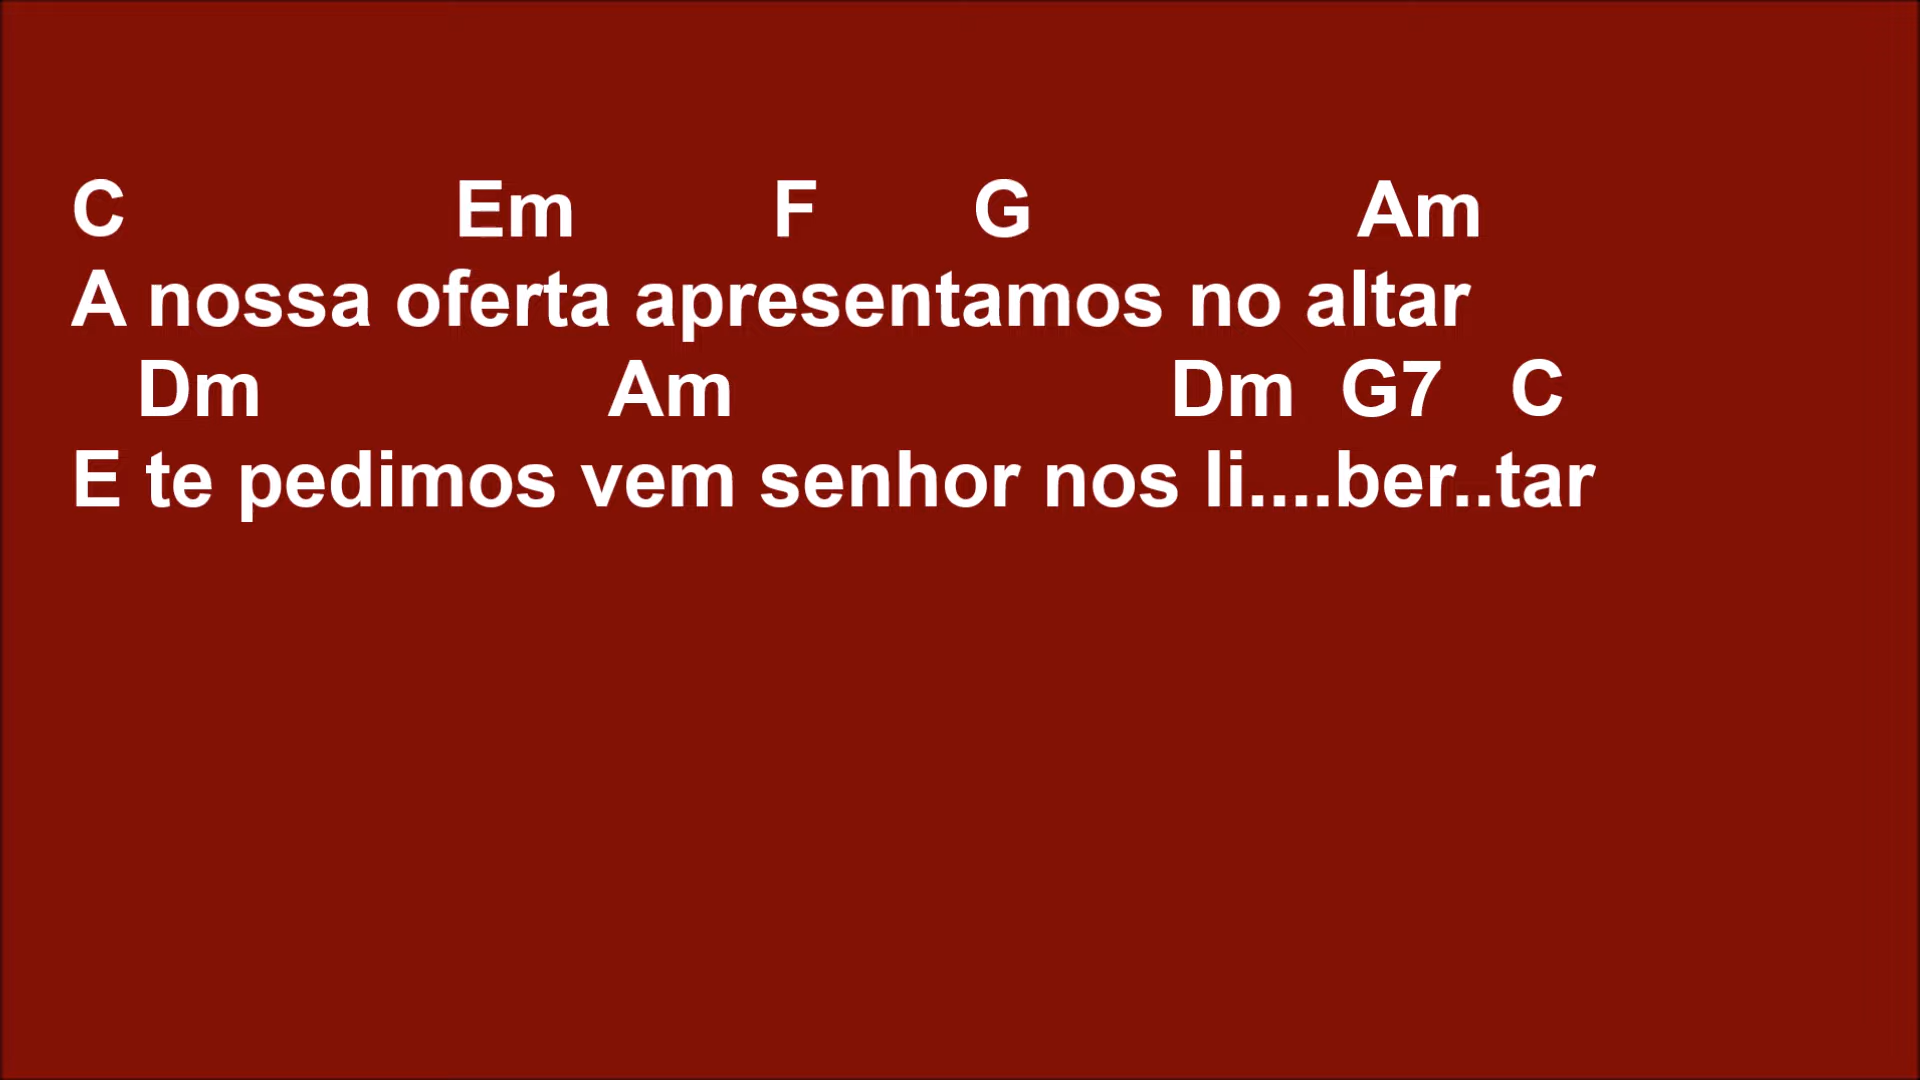 C Em F G Am
A nossa oferta apresentamos no altar
Dm Am Dm G7 C
E te pedimos vem senhor nos li....ber..tar